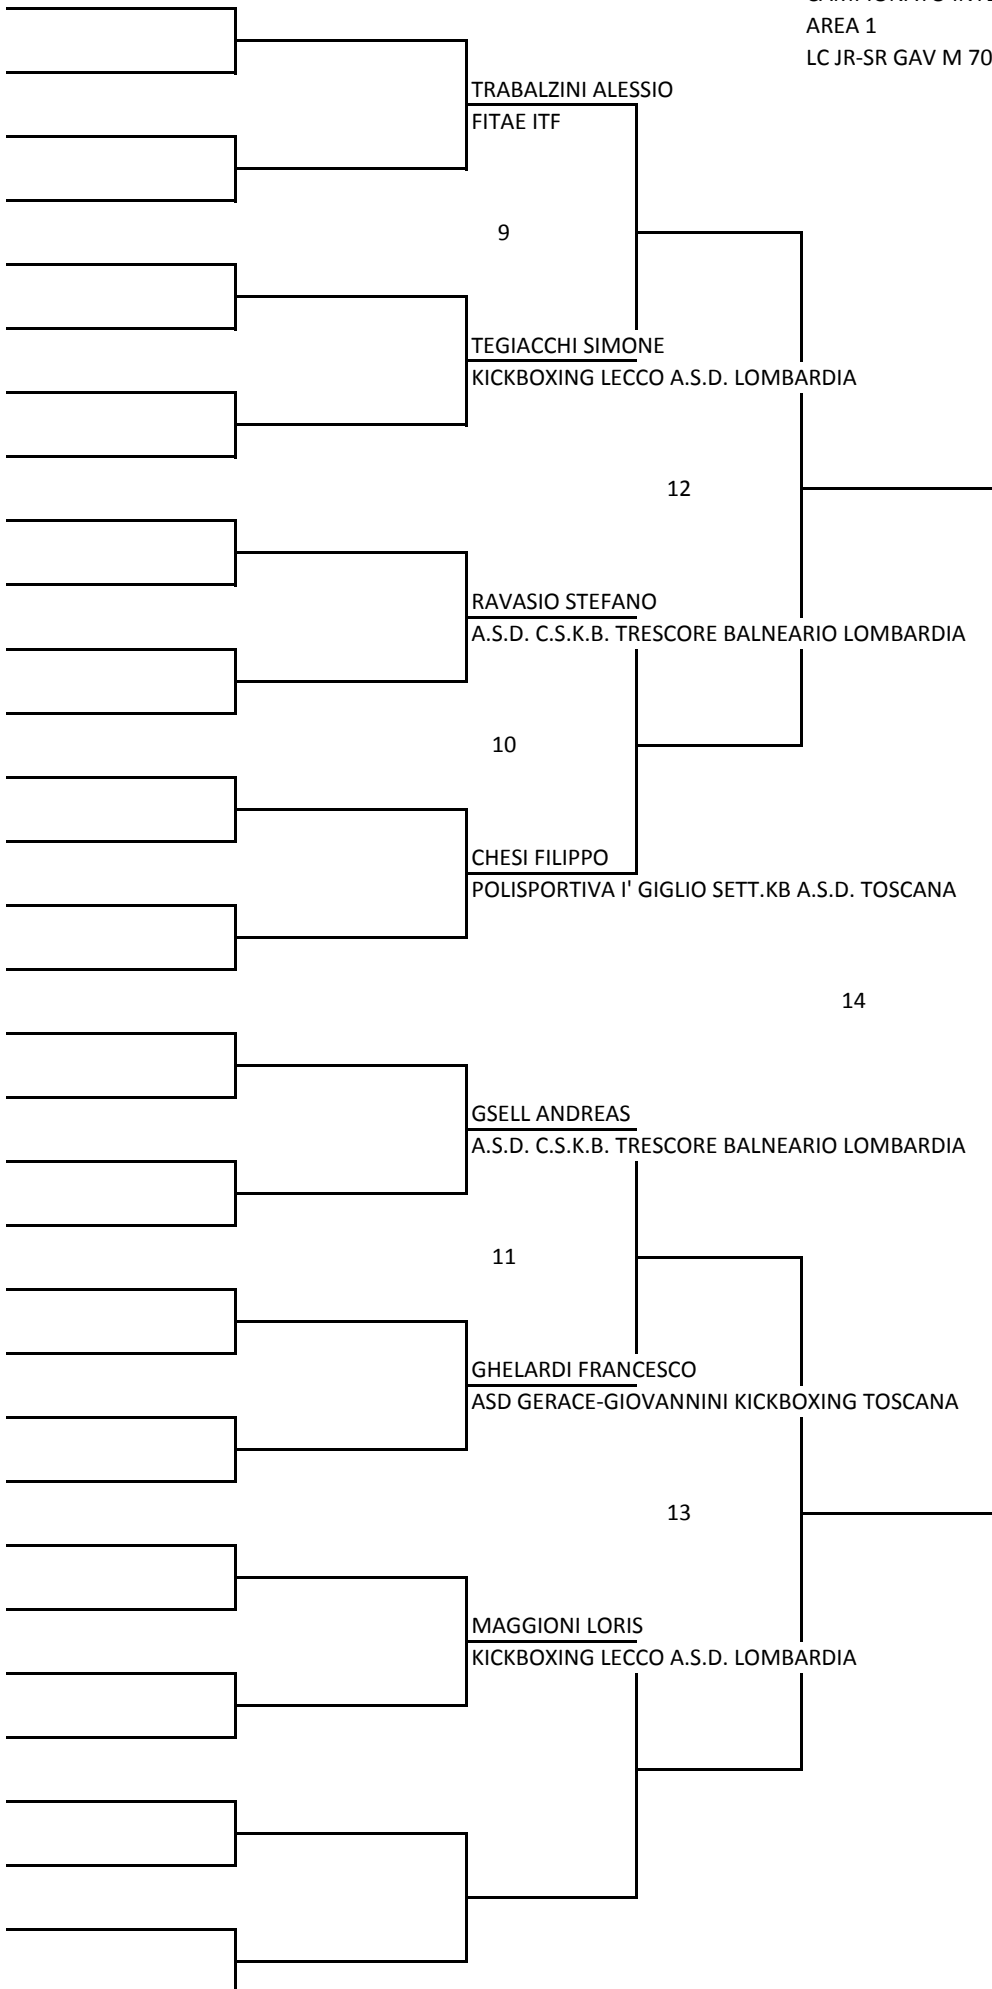 AREA 1
LC JR-SR GAV M 70
TRABALZINI ALESSIO
FITAE ITF
9
TEGIACCHI SIMONE
KICKBOXING LECCO A.S.D. LOMBARDIA
12
RAVASIO STEFANO
A.S.D. C.S.K.B. TRESCORE BALNEARIO LOMBARDIA
10
CHESI FILIPPO
POLISPORTIVA I' GIGLIO SETT.KB A.S.D. TOSCANA
14
GSELL ANDREAS
A.S.D. C.S.K.B. TRESCORE BALNEARIO LOMBARDIA
11
GHELARDI FRANCESCO
ASD GERACE-GIOVANNINI KICKBOXING TOSCANA
13
MAGGIONI LORIS
KICKBOXING LECCO A.S.D. LOMBARDIA